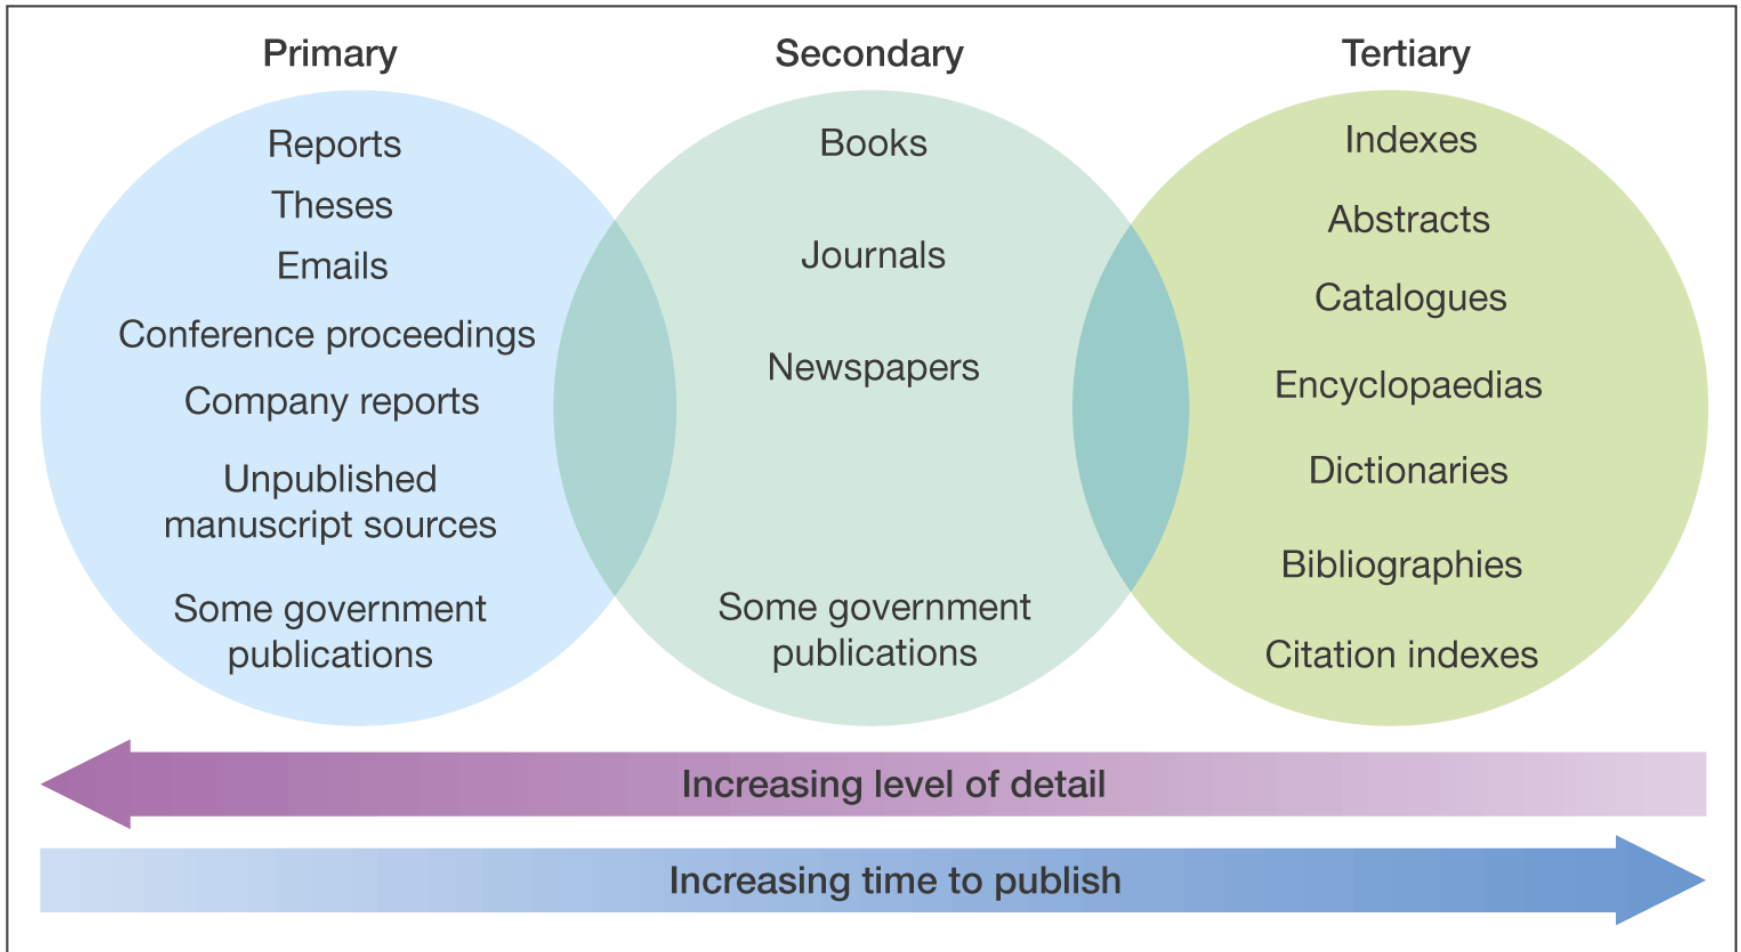 Primary
Reports
Theses
Emails
Conference proceedings
Company reports
Unpublished
manuscript sources
Some government
publications
Secondary
Books
Journals
Newspapers
Some government
publications
Tertiary
Indexes
Abstracts
Catalogues
Encyclopaedias
Dictionaries
Bibliographies
Citation indexes
Increasing level of detail
Increasing time to publish